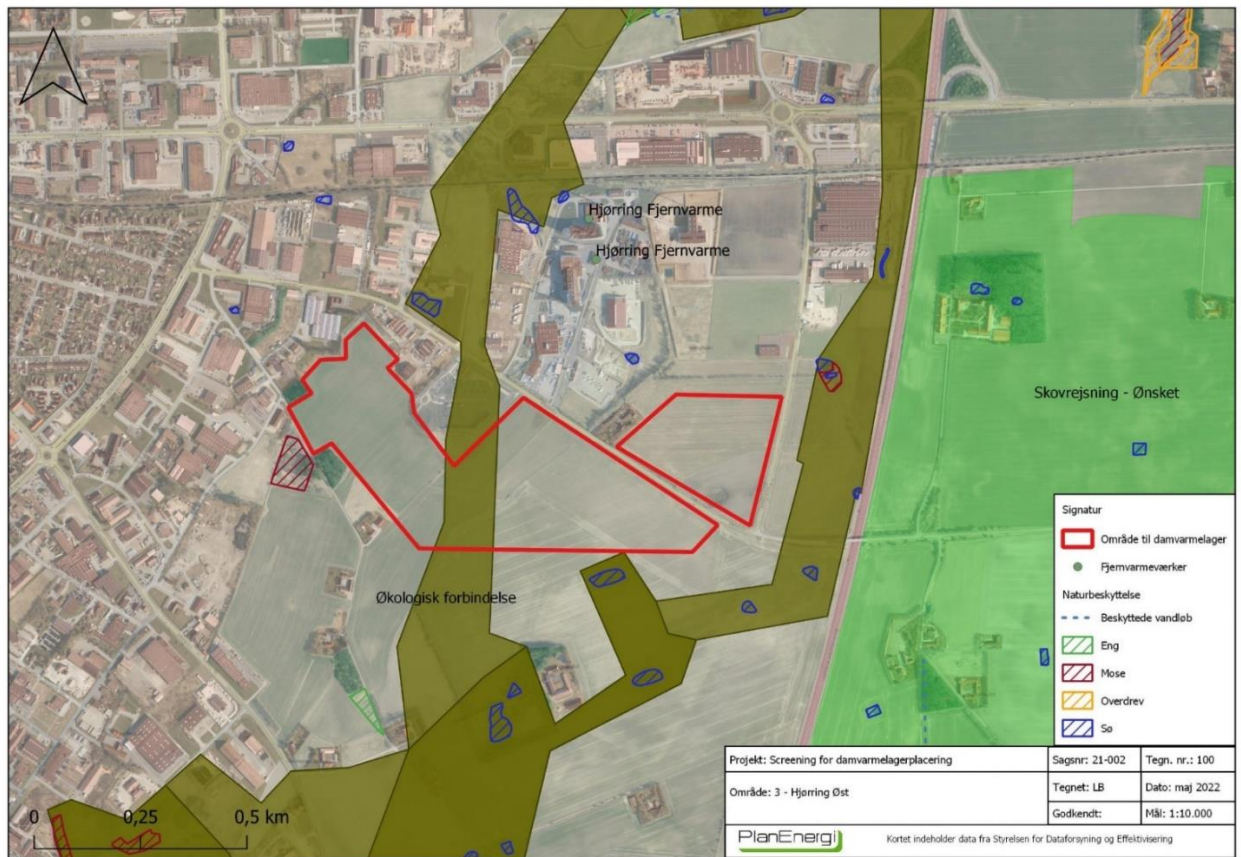 Hjørring Fjernvarme
Hjørring Fjernvarme
Skovrejsning - Ønsket
Økologisk forbindelse
Økologisk forbindelse
0 0,25 0,5 km
Signatur
Område til damvarmelager
Fjernvarmeværker
Naturbeskyttelse
Beskyttede vandløb
Eng
Mose
Overdrev
Sø
Projekt: Screening for damvarmelagerplacering
Sagsnr: 21-002
Tegn. nr.: 100
Område: 3 - Hjørring Øst
Tegnet: LB
Dato: maj 2022
Godkendt:
Mål: 1:10.000
PlanEnergi
Kortet indeholder data fra Styrelsen for Dataforsyning og Effektivisering